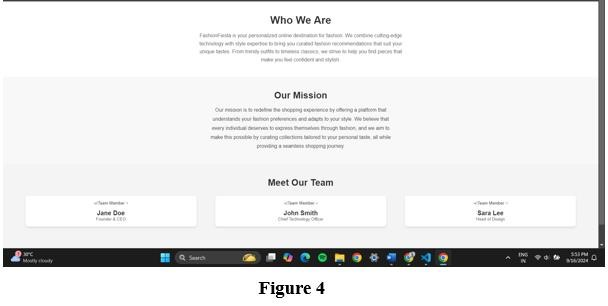 Who We Are
FashionFiesta is your personalized online destination for fashion. We combine cutting-edge
technology with style expertise to bring you curated fashion recommendations that suit your
unique tastes. From trendy outfits to timeless classics, we strive to help you find pieces that
make you feel confident and stylish.
Our Mission
Our mission is to redefine the shopping experience by offering a platform that
understands your fashion preferences and adapts to your style. We believe that
every individual deserves to express themselves through fashion, and we aim to
make this possible by curating collections tailored to your personal taste, all while
providing a seamless shopping journey.
Meet Our Team
Team Member
Team Member
Team Member
Jane Doe
John Smith
Sara Lee
Founder & CEO
Chief Technology Officer
Head of Design
30°C
Mostly cloudy
Search
ENG
IN
5:53 PM
9/16/2024
Figure 4